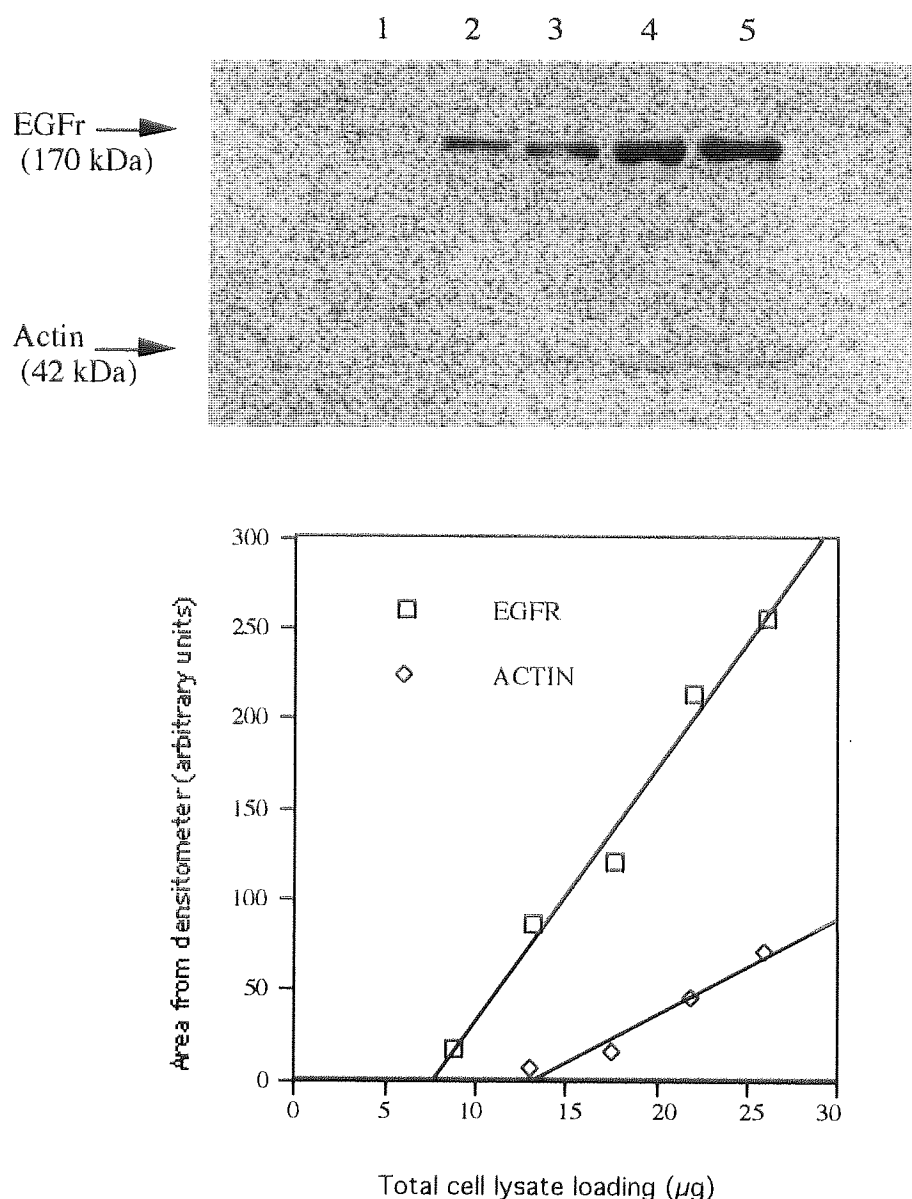 1 2 3 4 5
EGFr
(170 kDa)
Actin
(42 kDa)
300
250
200
150
100
50
0
EGFR
ACTIN
Area from densitometer (arbitrary units)
0 5 10 15 20 25 30
Total cell lysate loading (µg)